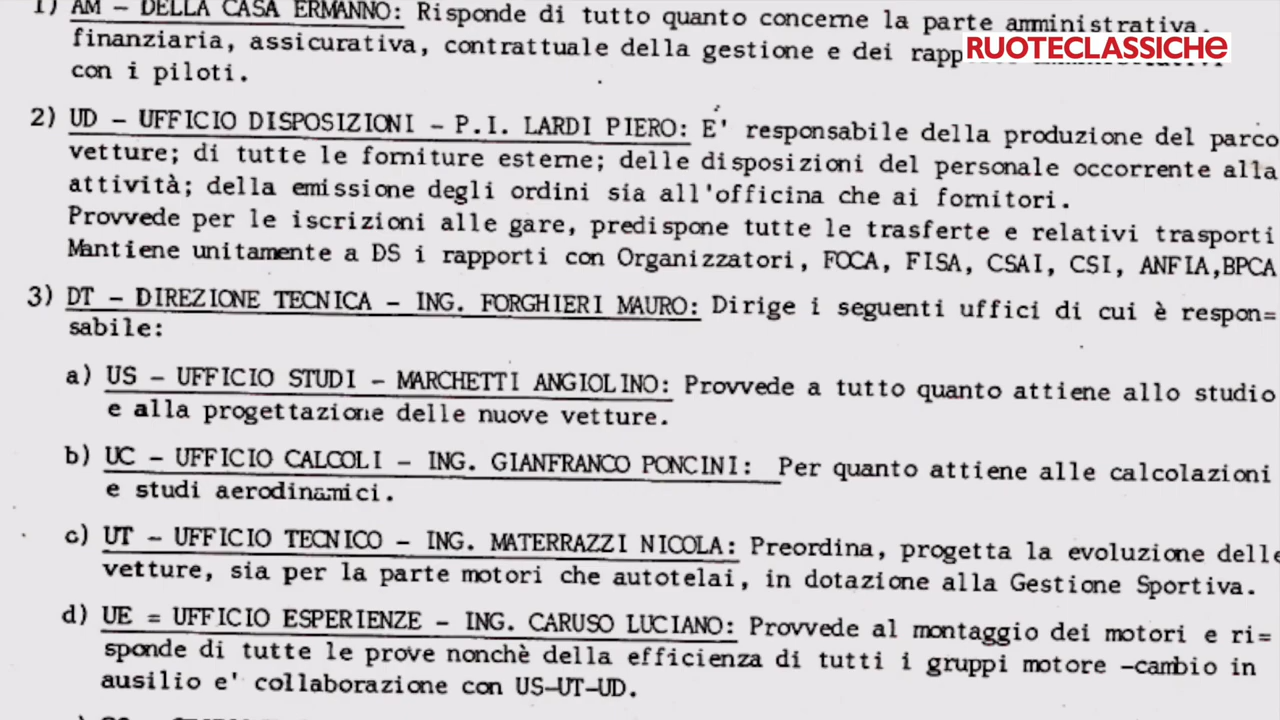 1) AM - DELLA CASA ERMANNO: Risponde di tutto quanto concerne la parte amministrativa.
finanziaria, assicurativa, contrattuale della gestione e dei
RUOTECLASSICHE
con i piloti.
2) UD - UFFICIO DISPOSIZIONI - P.I. LARDI PIERO: E' responsabile della produzione del parco
vetture; di tutte le forniture esterne; delle disposizioni del personale occorrente alla
attività; della emissione degli ordini sia all'officina che ai fornitori.
Provvede per le iscrizioni alle gare, predispone tutte le trasferte e relativi trasporti
Mantiene unitamente a DS i rapporti con Organizzatori, FOCA, FISA, CSAI, CSI, ANFIA,BPCA
3) DT - DIREZIONE TECNICA - ING. FORGHIERI MAURO: Dirige i seguenti uffici di cui è respon=
sabile:
a) US - UFFICIO STUDI - MARCHETTI ANGIOLINO: Provvede a tutto quanto attiene allo studio
e alla progettazione delle nuove vetture.
b) UC - UFFICIO CALCOLI - ING. GIANFRANCO PONCINI: Per quanto attiene alle calcolazioni
e studi aerodinamici.
c) UT - UFFICIO TECNICO - ING. MATERRAZZI NICOLA: Preordina, progetta la evoluzione delle
vetture, sia per la parte motori che autotelai, in dotazione alla Gestione Sportiva.
d) UE = UFFICIO ESPERIENZE - ING. CARUSO LUCIANO: Provvede al montaggio dei motori e ri=
sponde di tutte le prove nonchè della efficienza di tutti i gruppi motore -cambio in
ausilio e' collaborazione con US-UT-UD.